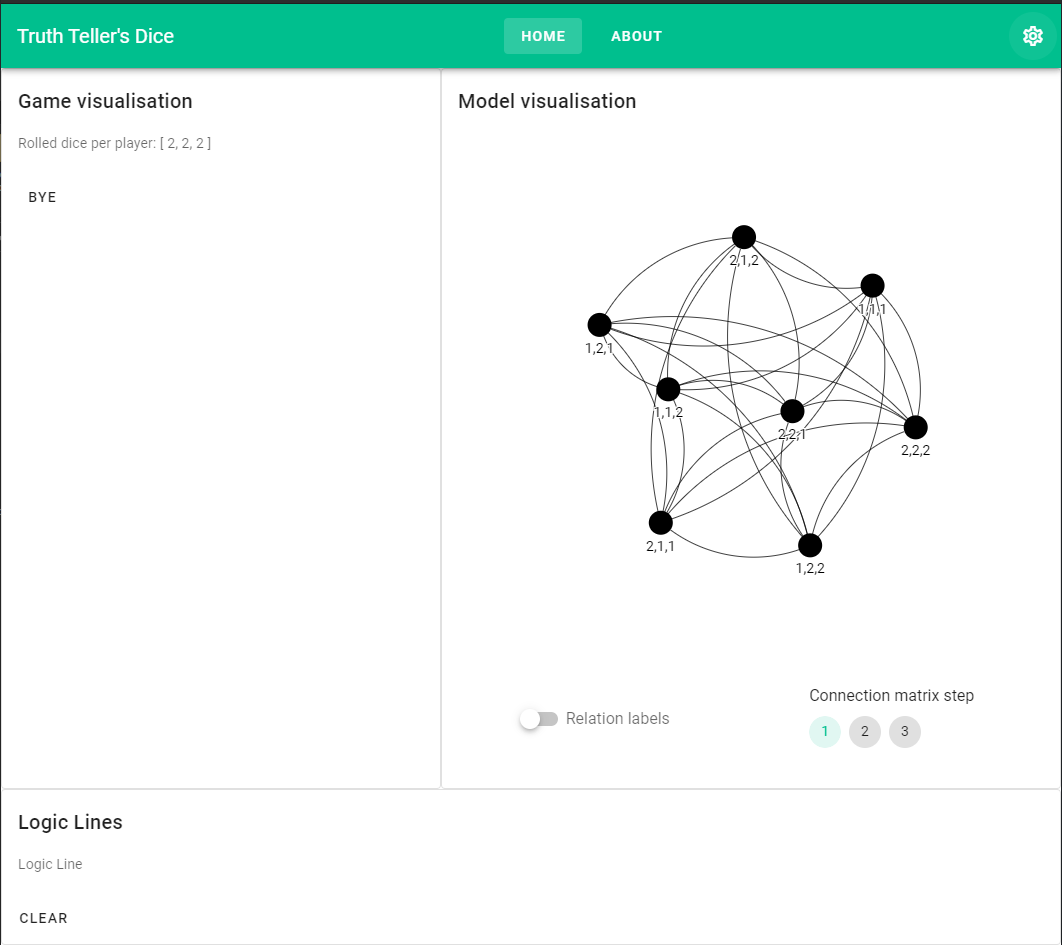 Truth Teller's Dice
HOME
ABOUT
Game visualisation
Rolled dice per player: [ 2, 2, 2 ]
BYE
Model visualisation
2,1,2
1,1,1
1,2,1
1,1,2
2,2,1
2,2,2
2,1,1
1,2,2
Relation labels
Connection matrix step
1 2 3
Logic Lines
Logic Line
CLEAR